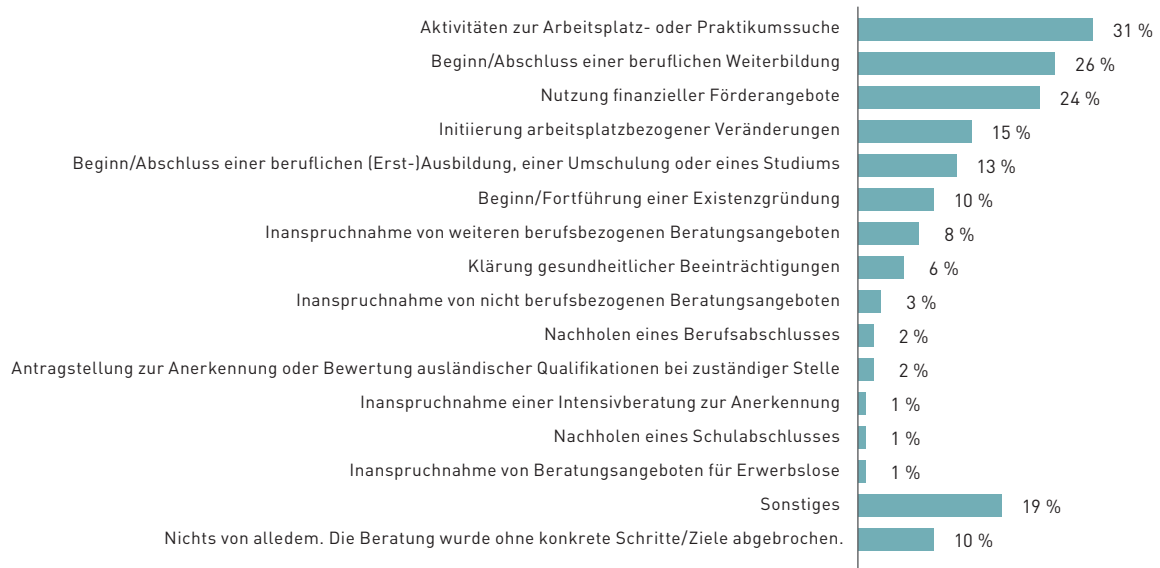 Aktivitäten zur Arbeitsplatz- oder Praktikumssuche 31 %
Beginn/Abschluss einer beruflichen Weiterbildung 26 %
Nutzung finanzieller Förderangebote 24 %
Initiierung arbeitsplatzbezogener Veränderungen 15 %
Beginn/Abschluss einer beruflichen (Erst-)Ausbildung, einer Umschulung oder eines Studiums 13 %
Beginn/Fortführung einer Existenzgründung 10 %
Inanspruchnahme von weiteren berufsbezogenen Beratungsangeboten 8 %
Klärung gesundheitlicher Beeinträchtigungen 6 %
Inanspruchnahme von nicht berufsbezogenen Beratungsangeboten 3 %
Nachholen eines Berufsabschlusses 2 %
Antragstellung zur Anerkennung oder Bewertung ausländischer Qualifikationen bei zuständiger Stelle 2 %
Inanspruchnahme einer Intensivberatung zur Anerkennung 1 %
Nachholen eines Schulabschlusses 1 %
Inanspruchnahme von Beratungsangeboten für Erwerbslose 1 %
Sonstiges 19 %
Nichts von alledem. Die Beratung wurde ohne konkrete Schritte/Ziele abgebrochen. 10 %